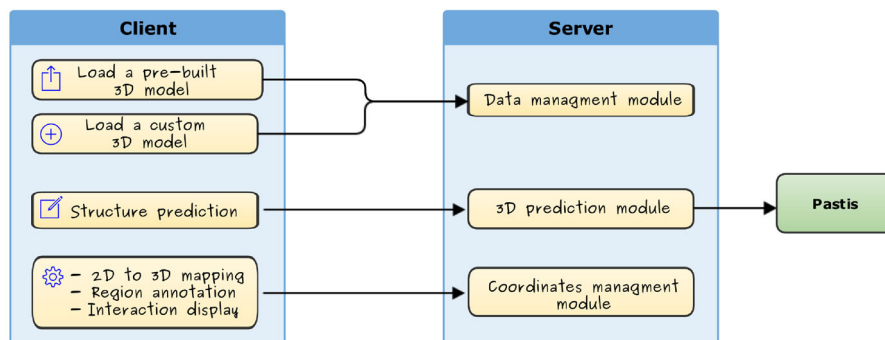 Client
Server
Load a pre-built
3D model
Load a custom
3D model
Data managment module
Structure prediction
3D prediction module
Pastis
- 2D to 3D mapping
- Region annotation
- Interaction display
Coordinates managment
module